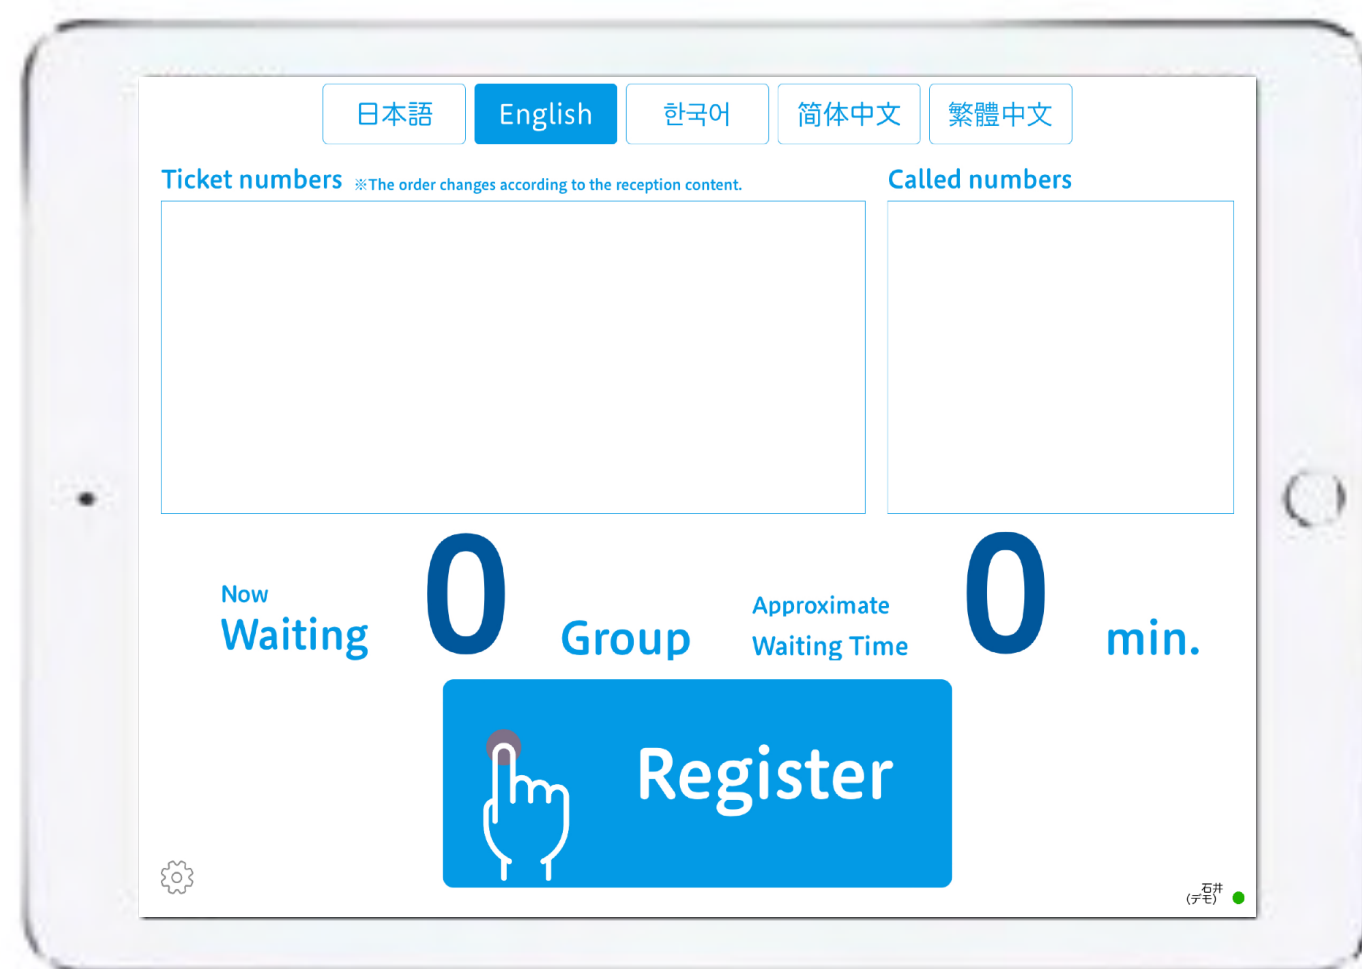 日本語 English 한국어 简体中文 繁體中文
Ticket numbers ※The order changes according to the reception content.
Called numbers
Now
Waiting 0 Group
Approximate
Waiting Time 0 min.
Register
石井
(デモ)